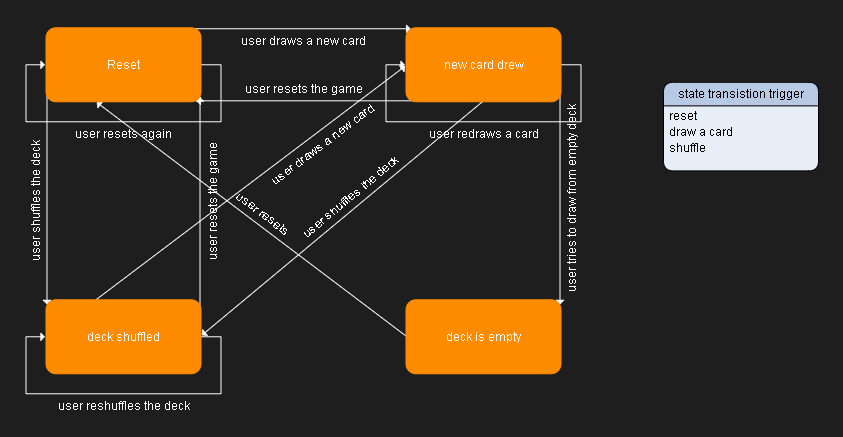 user draws a new card
Reset
new card drew
user resets the game
state transistion trigger
reset
draw a card
shuffle
user resets again
user redraws a card
user draws a new card
user shuffles the deck
user resets the game
user resets
user shuffles the deck
user tries to draw from empty deck
deck shuffled
deck is empty
user reshuffles the deck